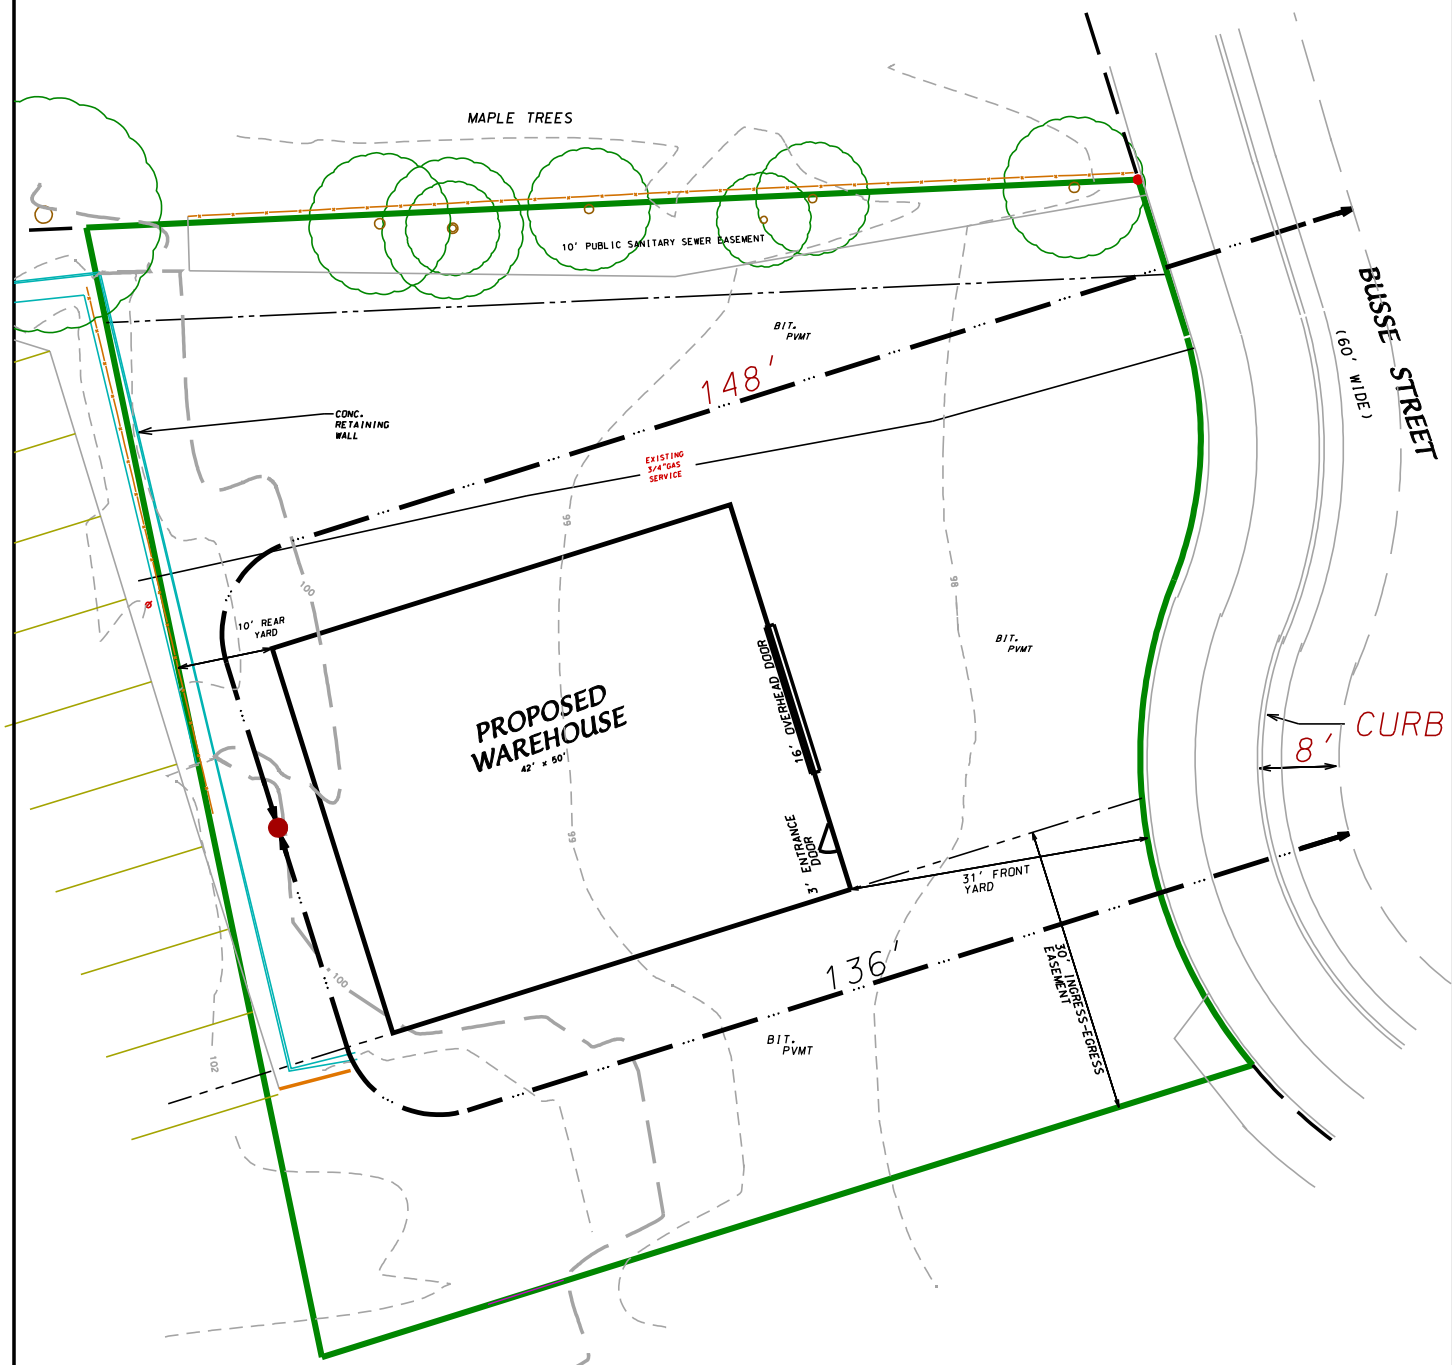 MAPLE TREES
10' PUBLIC SANITARY SEWER EASEMENT
BUSSE STREET
(60' WIDE)
BIT.
PVMT
148'
CONC.
RETAINING
WALL
EXISTING
3/4"GAS
SERVICE
99
98
100
10' REAR
YARD
BIT.
PVMT
16' OVERHEAD DOOR
PROPOSED
WAREHOUSE
42' x 50'
CURB
8'
99
3' ENTRANCE
DOOR
31' FRONT
YARD
136'
30' INGRESS-EGRESS
EASEMENT
100
BIT.
PVMT
102